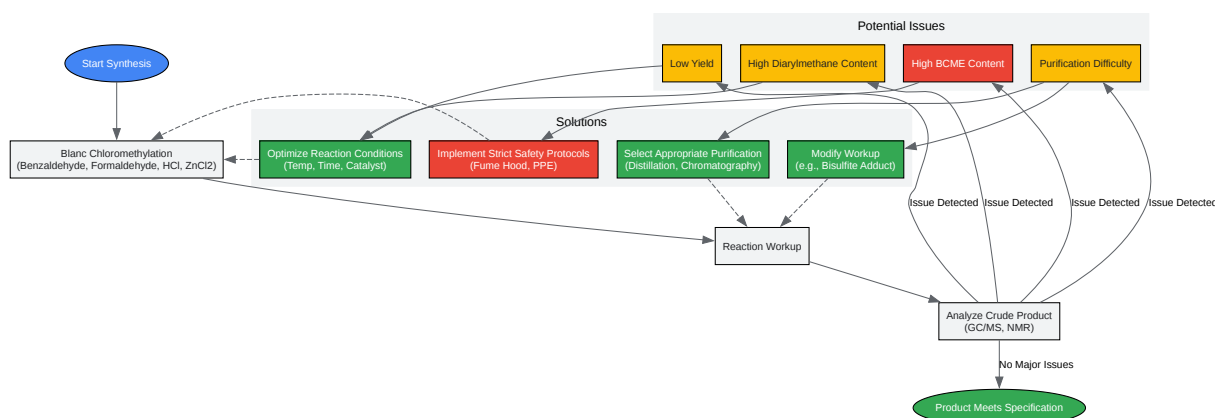 Potential Issues
Start Synthesis
Low Yield
High Diarylmethane Content
High BCME Content
Purification Difficulty
Solutions
Blanc Chloromethylation
(Benzaldehyde, Formaldehyde, HCl, ZnCl2)
Optimize Reaction Conditions
(Temp, Time, Catalyst)
Implement Strict Safety Protocols
(Fume Hood, PPE)
Select Appropriate Purification
(Distillation, Chromatography)
Modify Workup
(e.g., Bisulfite Adduct)
Issue Detected
Issue Detected
Issue Detected
Issue Detected
Reaction Workup
Analyze Crude Product
(GC/MS, NMR)
No Major Issues
Product Meets Specification